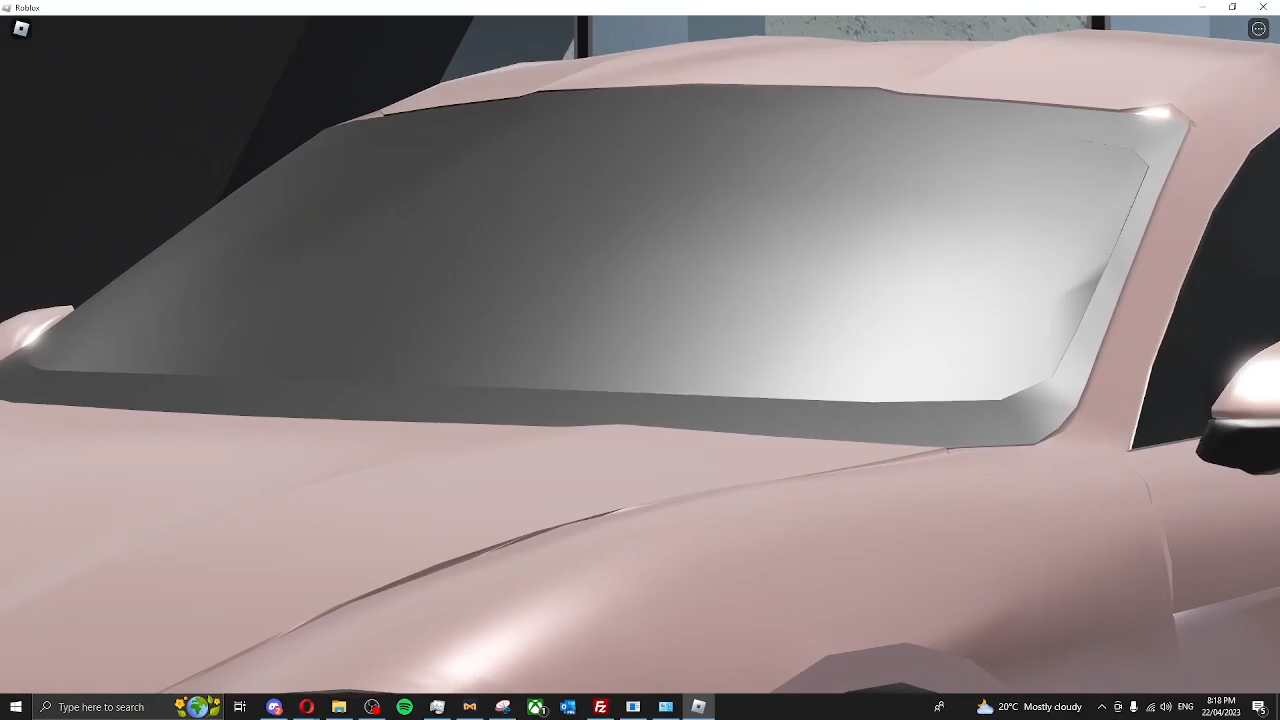 Roblox
Type here to search
20°C Mostly cloudy
ENG
8:18 PM
22/04/2023